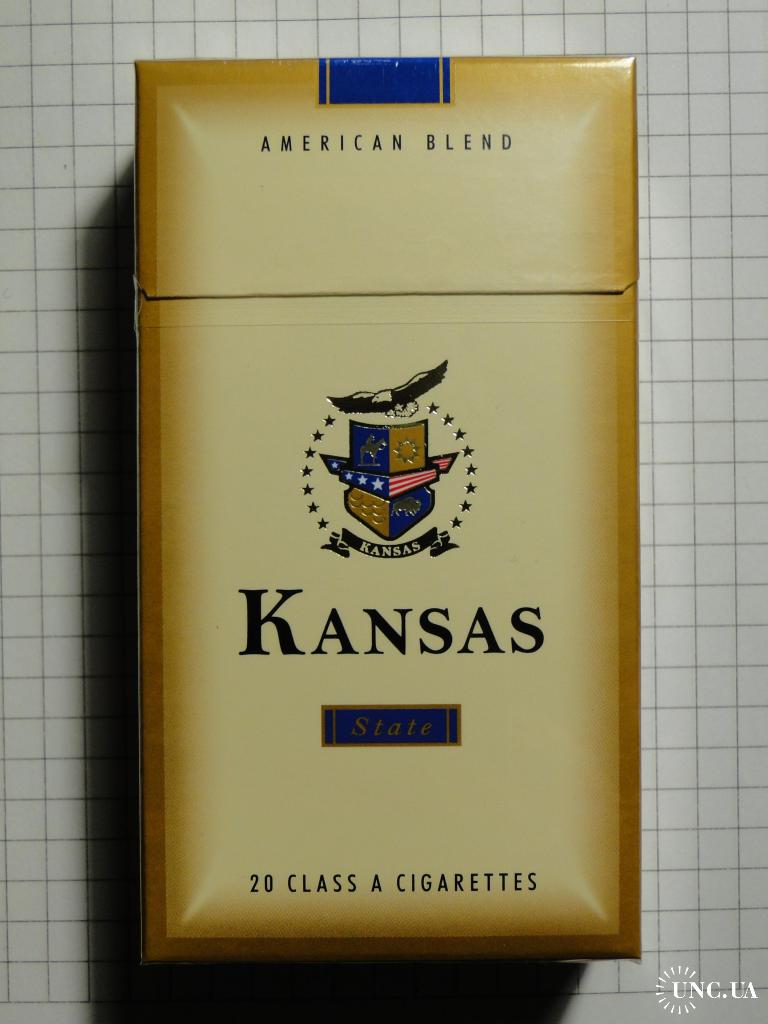 AMERICAN BLEND
KANSAS
KANSAS
State
20 CLASS A CIGARETTES
UNC.UA